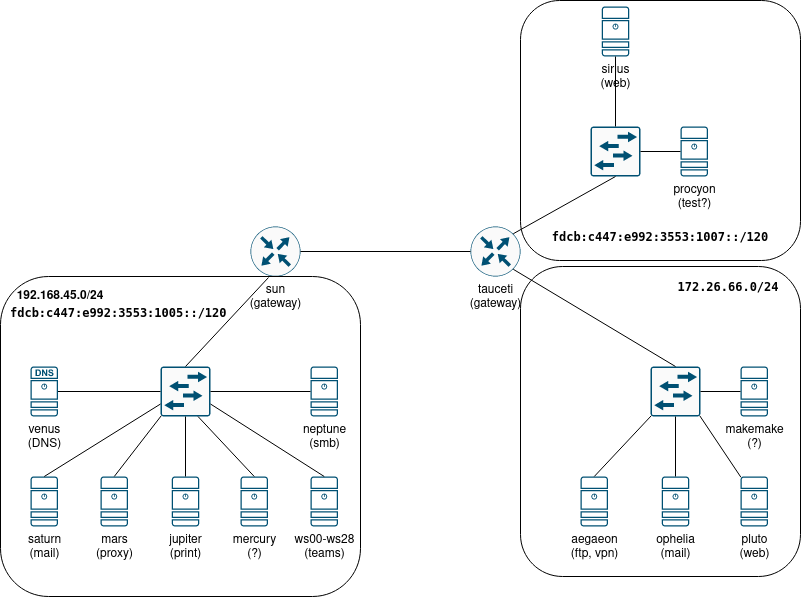 sirius
(web)
procyon
(test?)
fdcb:c447:e992:3553:1007::/120
sun
(gateway)
tauceti
(gateway)
192.168.45.0/24
fdcb:c447:e992:3553:1005::/120
172.26.66.0/24
DNS
venus
(DNS)
neptune
(smb)
makemake
(?)
saturn
(mail)
mars
(proxy)
jupiter
(print)
mercury
(?)
ws00-ws28
(teams)
aegaeon
(ftp, vpn)
ophelia
(mail)
pluto
(web)